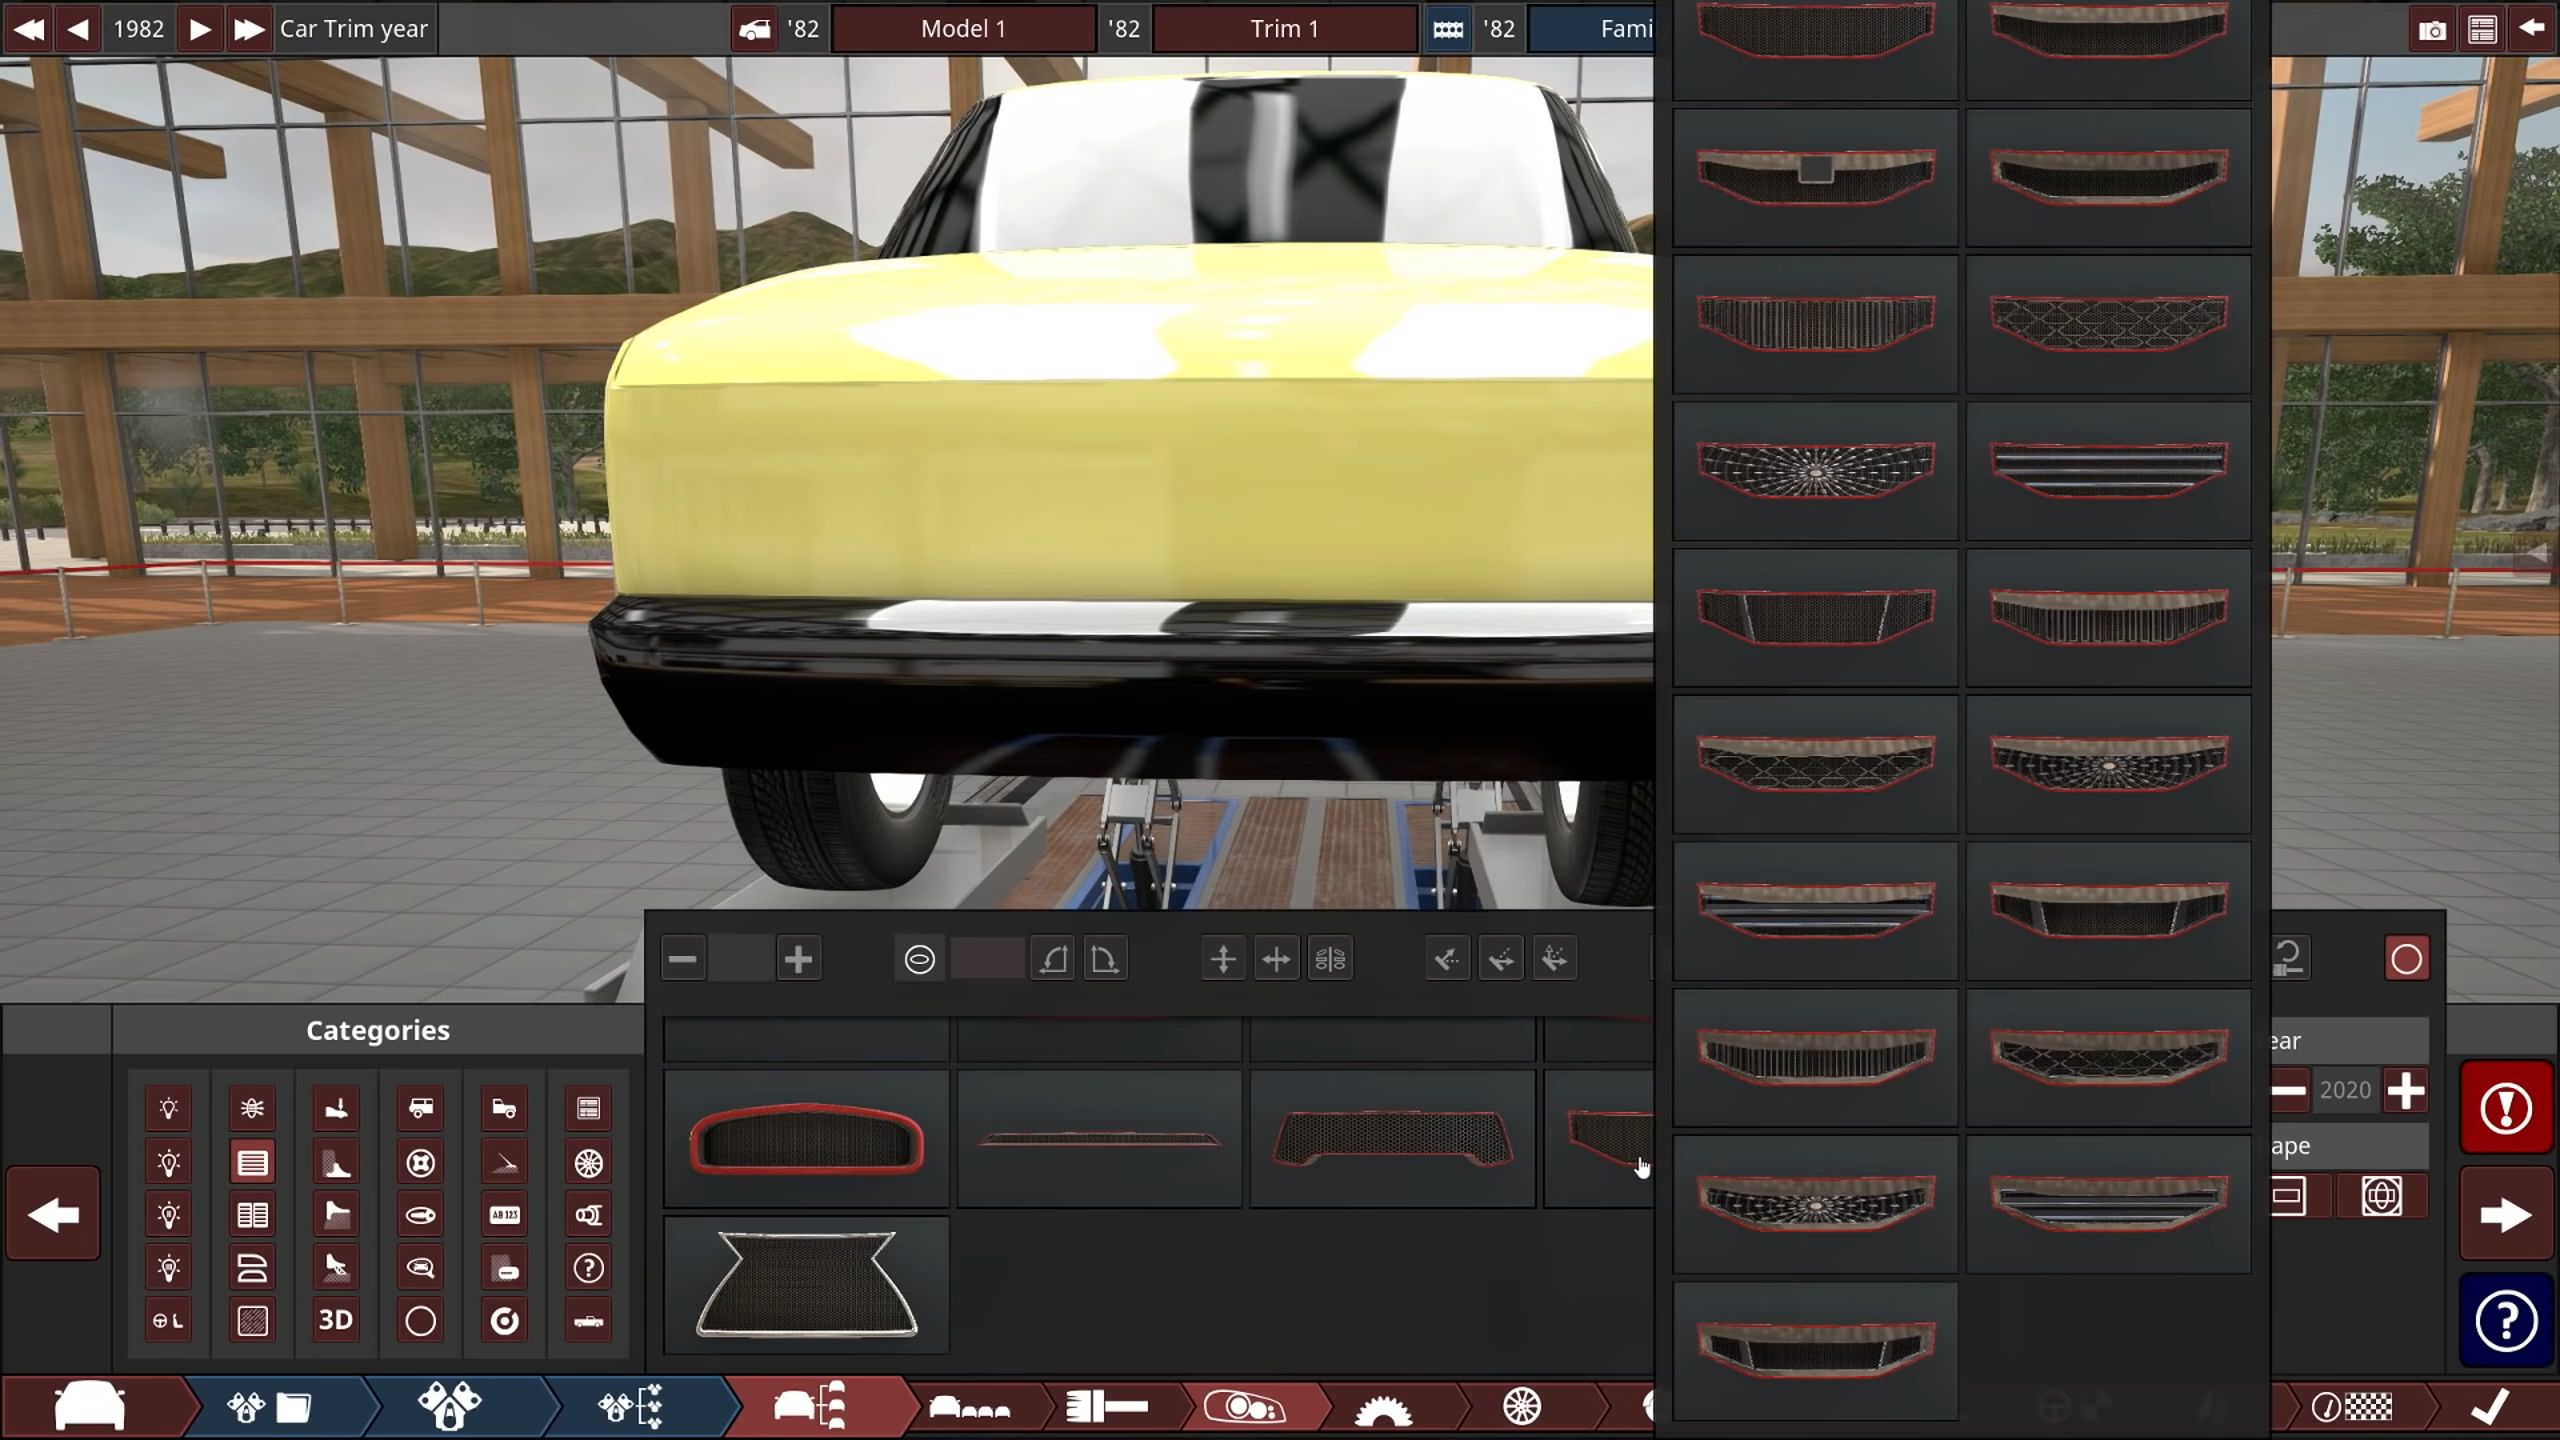 1982
Car Trim year
'82
Model 1
'82
Trim 1
'82
Fami
Categories
AB 123
3D
ear
2020
ape